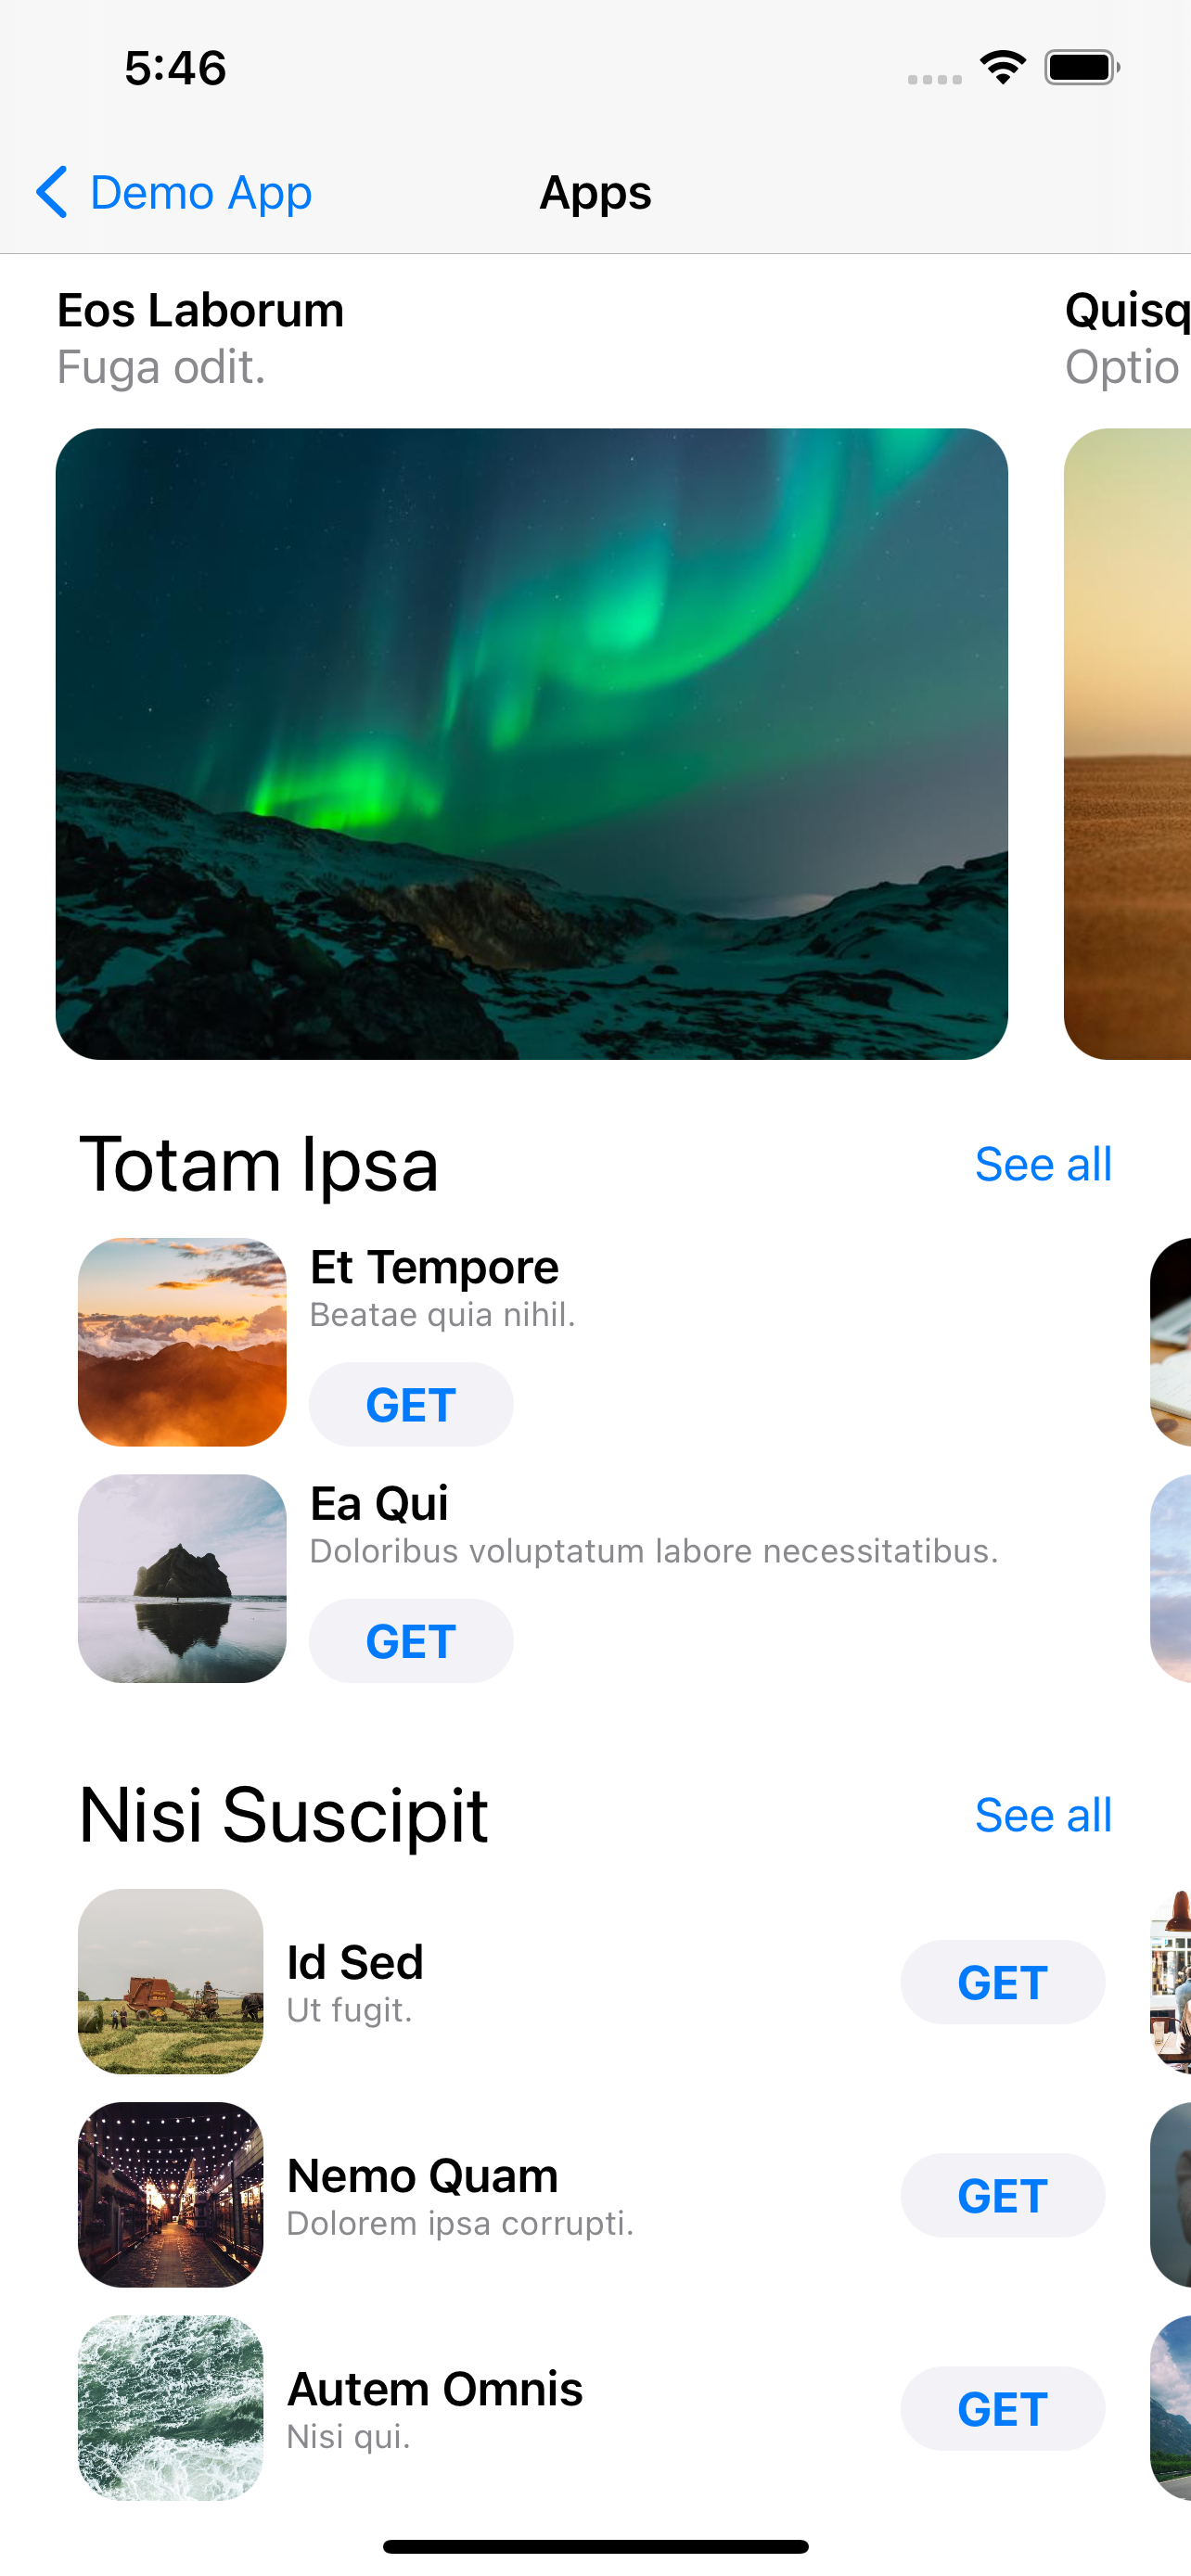 5:46
Demo App
Apps
Eos Laborum
Fuga odit.
Optio
Totam Ipsa
See all
Et Tempore
Beatae quia nihil.
GET
Ea Qui
Doloribus voluptatum labore necessitatibus.
GET
Nisi Suscipit
See all
Id Sed
Ut fugit.
GET
Nemo Quam
Dolorem ipsa corrupti.
GET
Autem Omnis
Nisi qui.
GET